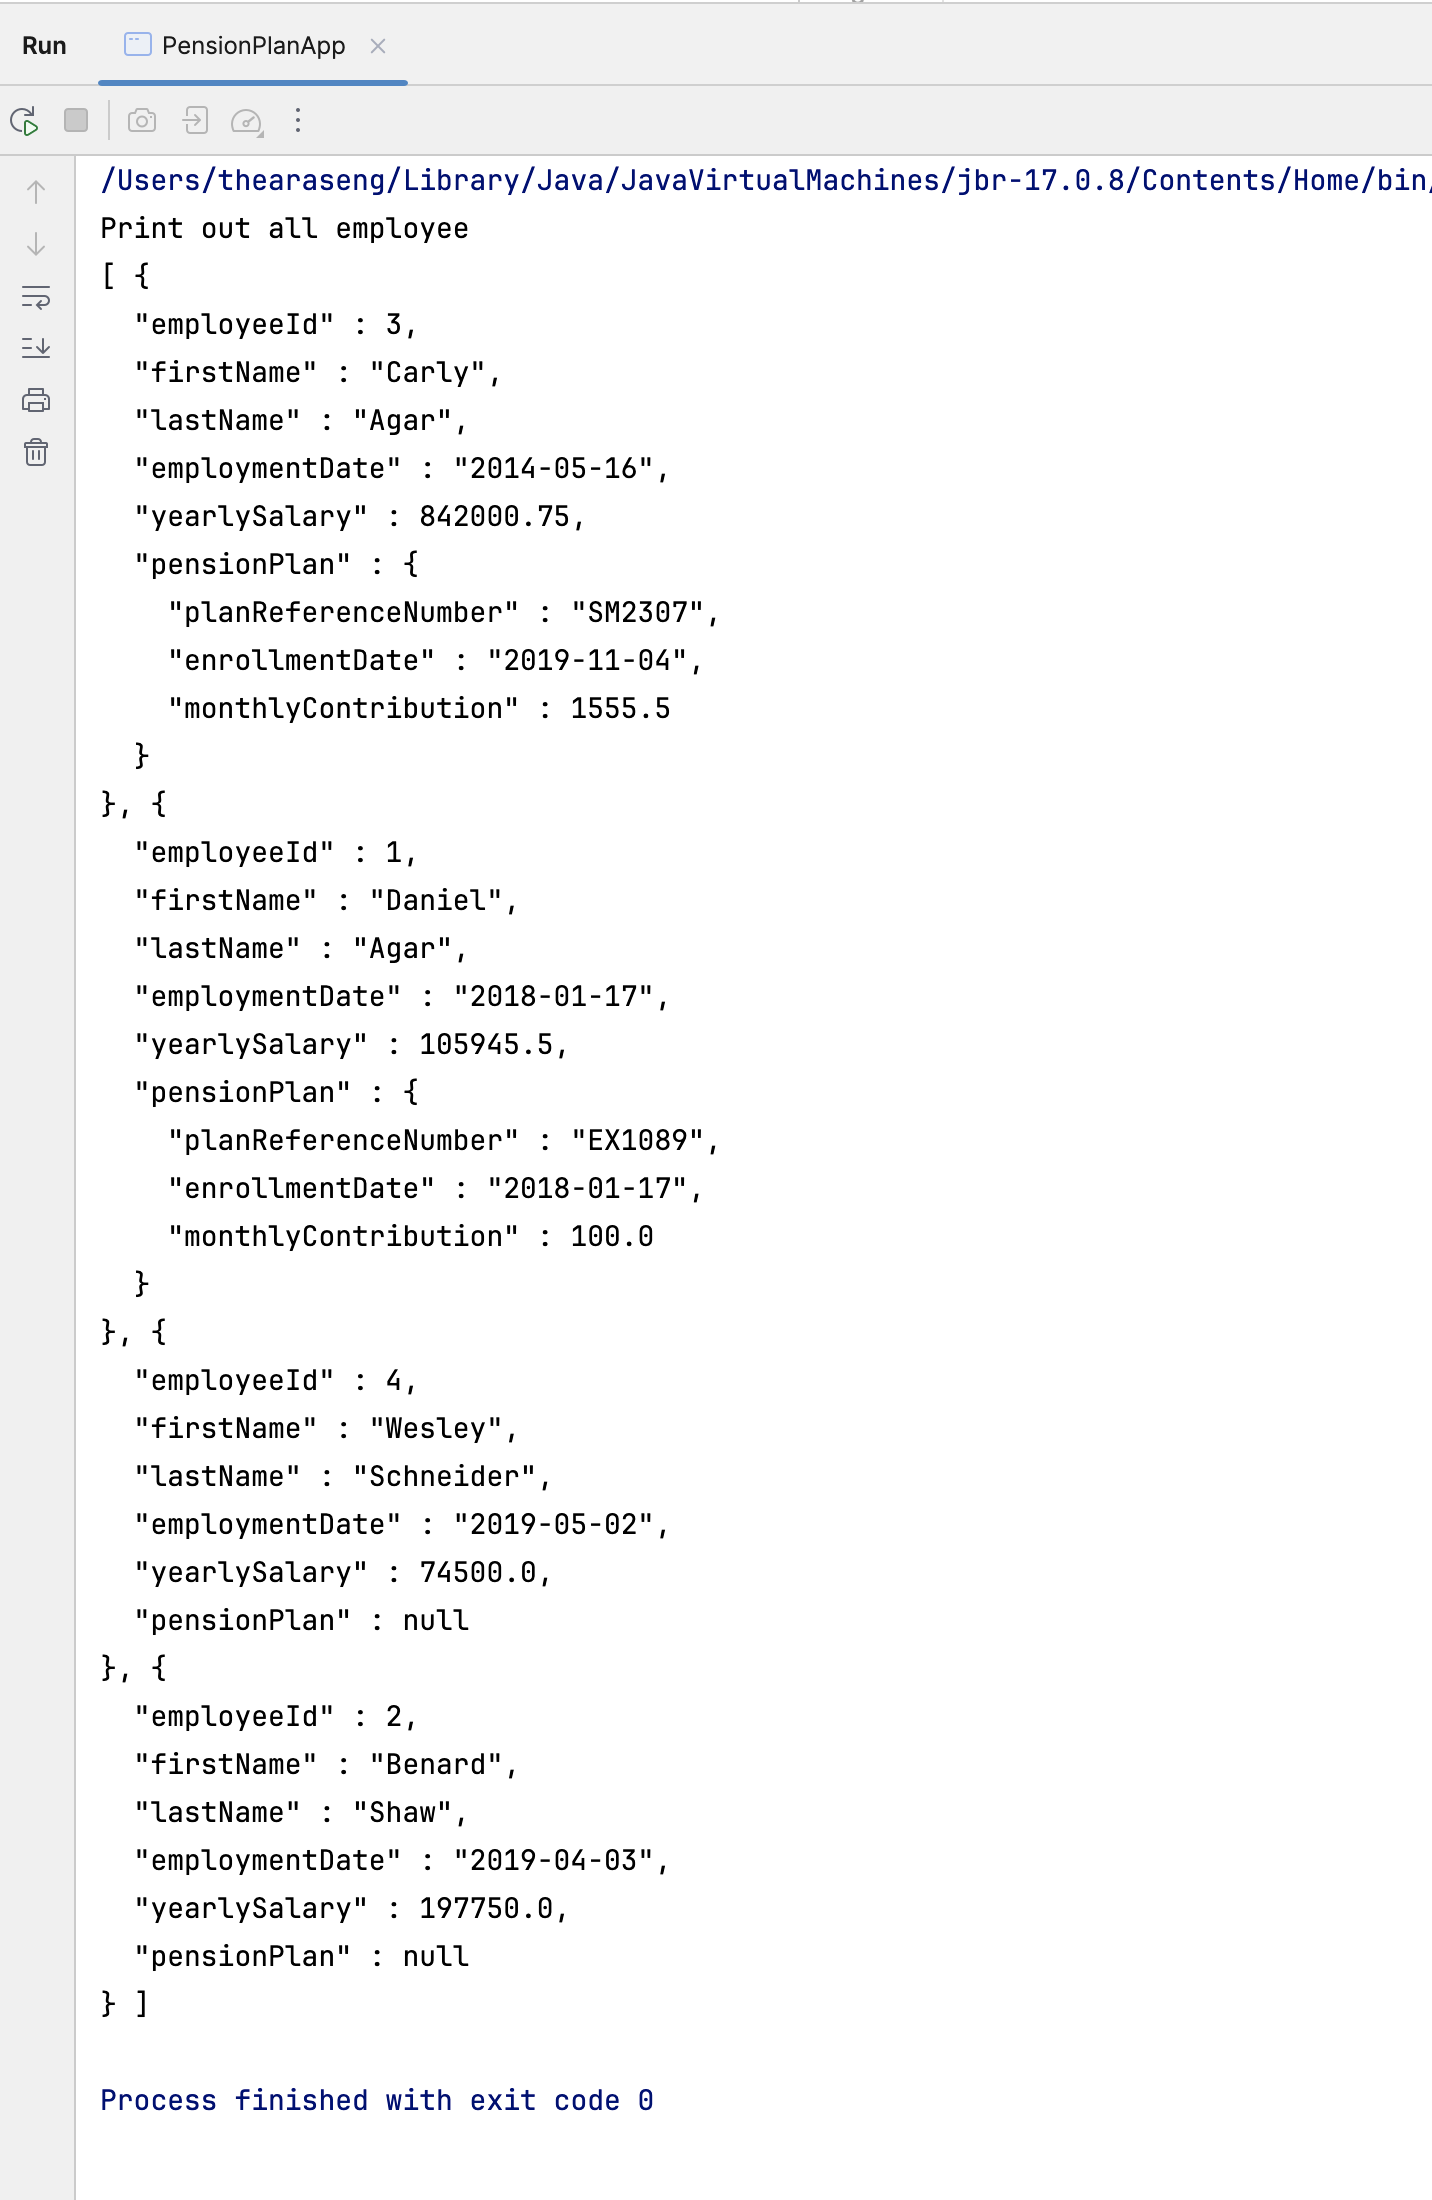 Run PensionPlanApp
/Users/thearaseng/Library/Java/JavaVirtualMachines/jbr-17.0.8/Contents/Home/bin/
Print out all employee
[ {
  "employeeId" : 3,
  "firstName" : "Carly",
  "lastName" : "Agar",
  "employmentDate" : "2014-05-16",
  "yearlySalary" : 842000.75,
  "pensionPlan" : {
    "planReferenceNumber" : "SM2307",
    "enrollmentDate" : "2019-11-04",
    "monthlyContribution" : 1555.5
  }
}, {
  "employeeId" : 1,
  "firstName" : "Daniel",
  "lastName" : "Agar",
  "employmentDate" : "2018-01-17",
  "yearlySalary" : 105945.5,
  "pensionPlan" : {
    "planReferenceNumber" : "EX1089",
    "enrollmentDate" : "2018-01-17",
    "monthlyContribution" : 100.0
  }
}, {
  "employeeId" : 4,
  "firstName" : "Wesley",
  "lastName" : "Schneider",
  "employmentDate" : "2019-05-02",
  "yearlySalary" : 74500.0,
  "pensionPlan" : null
}, {
  "employeeId" : 2,
  "firstName" : "Benard",
  "lastName" : "Shaw",
  "employmentDate" : "2019-04-03",
  "yearlySalary" : 197750.0,
  "pensionPlan" : null
} ]
Process finished with exit code 0